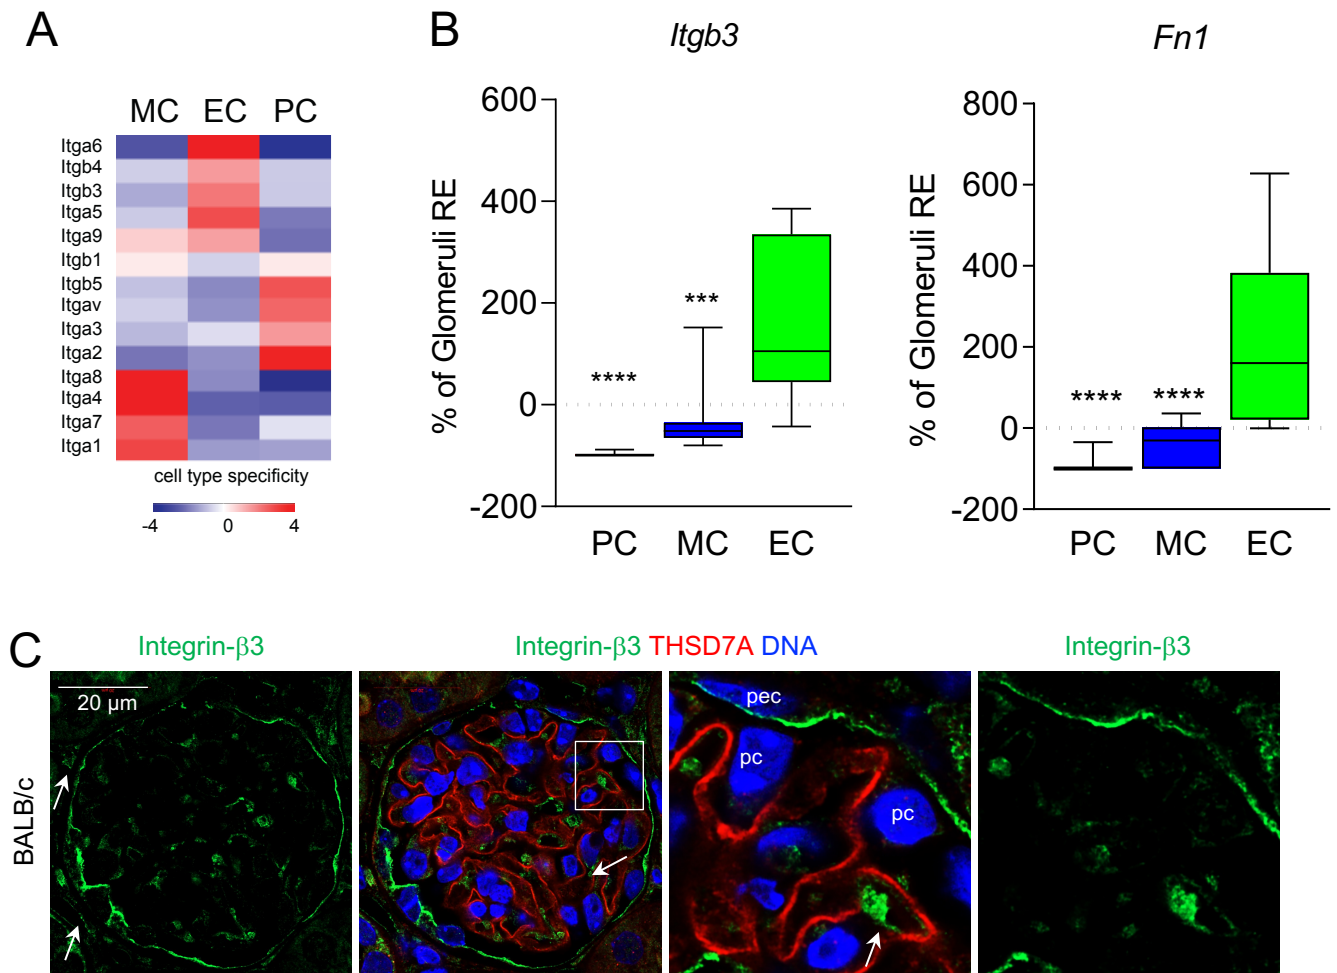 A
MC EC PC
Itga6
Itgb4
Itgb3
Itga5
Itga9
Itgb1
Itgb5
Itgav
Itga3
Itga2
Itga8
Itga4
Itga7
Itga1
cell type specificity
-4 0 4
B
Itgb3
% of Glomeruli RE
600
400
200
0
-200
****
***
PC MC EC
Fn1
% of Glomeruli RE
800
600
400
200
0
-200
****
****
PC MC EC
C
Integrin-β3
Integrin-β3 THSD7A DNA
Integrin-β3
BALB/c
20 µm
pec
pc
pc